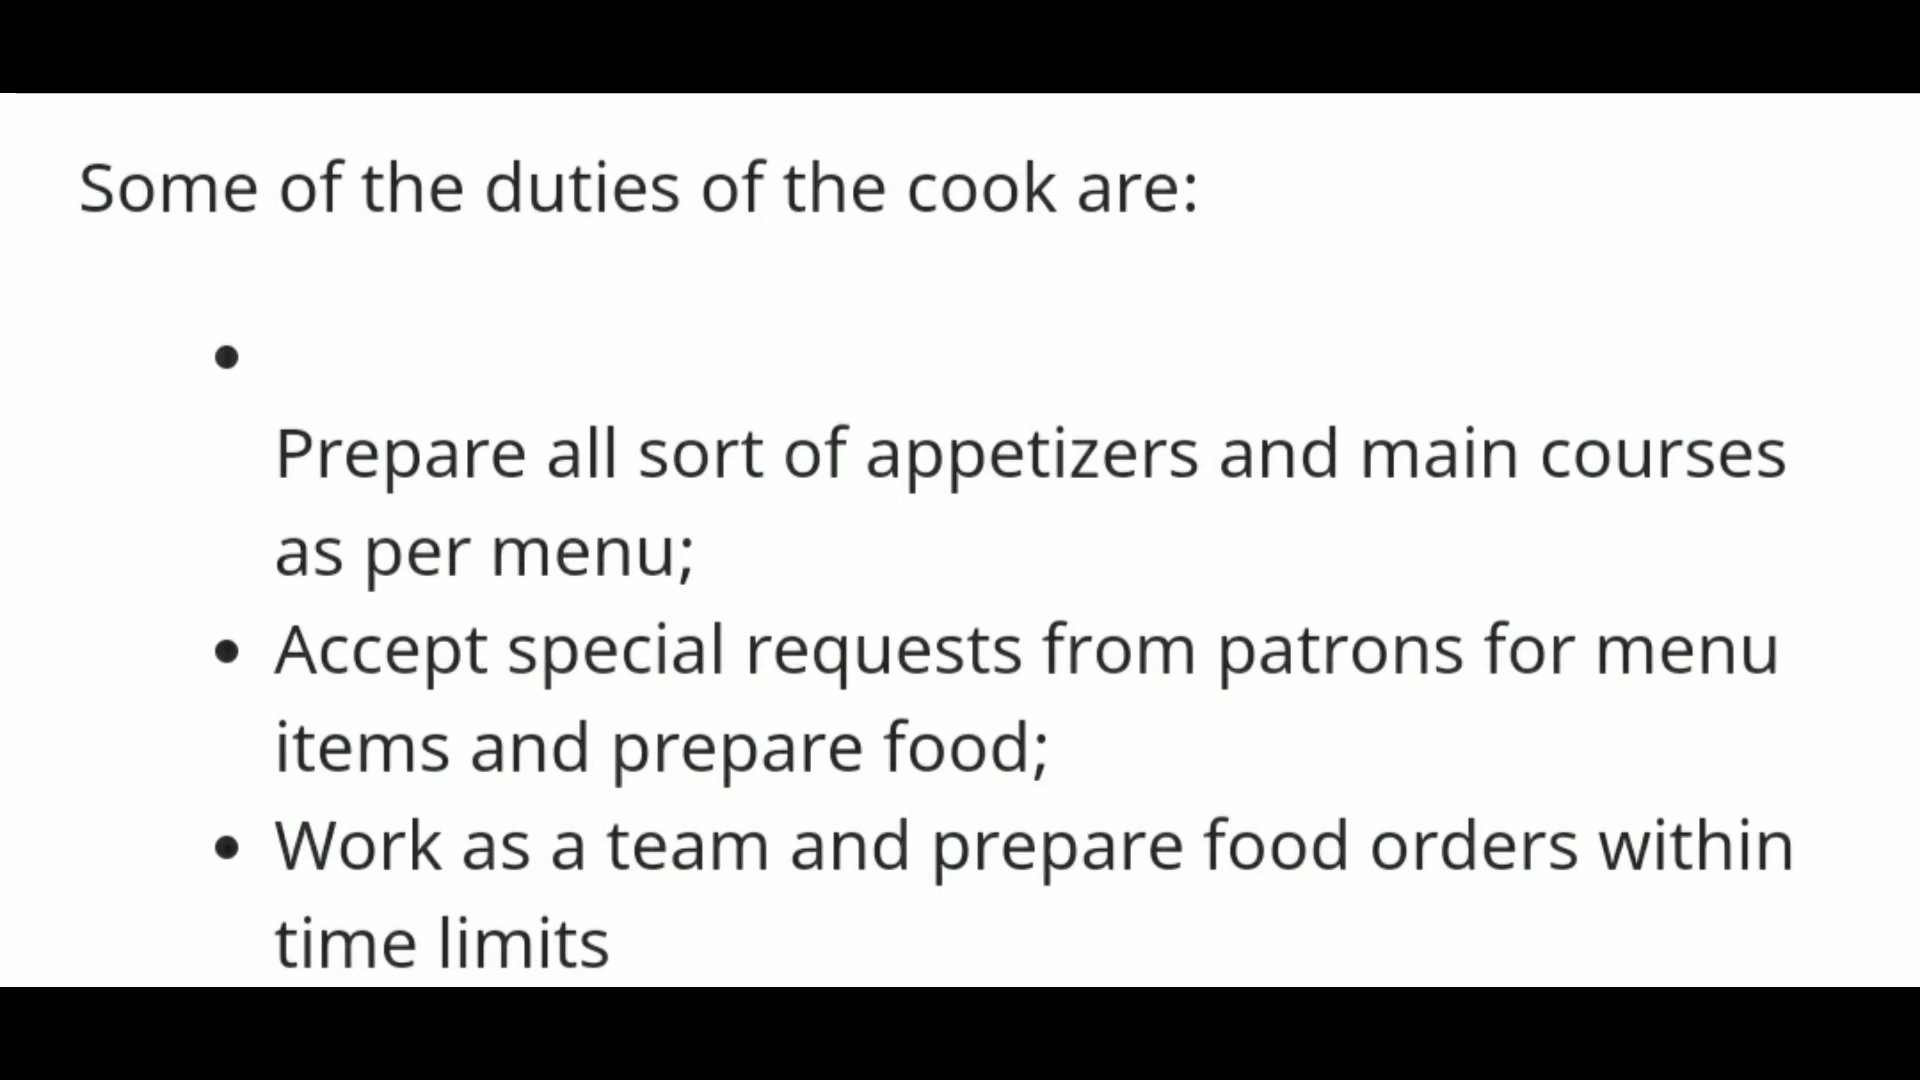 Some of the duties of the cook are:
•
Prepare all sort of appetizers and main courses
as per menu;
• Accept special requests from patrons for menu
items and prepare food;
• Work as a team and prepare food orders within
time limits